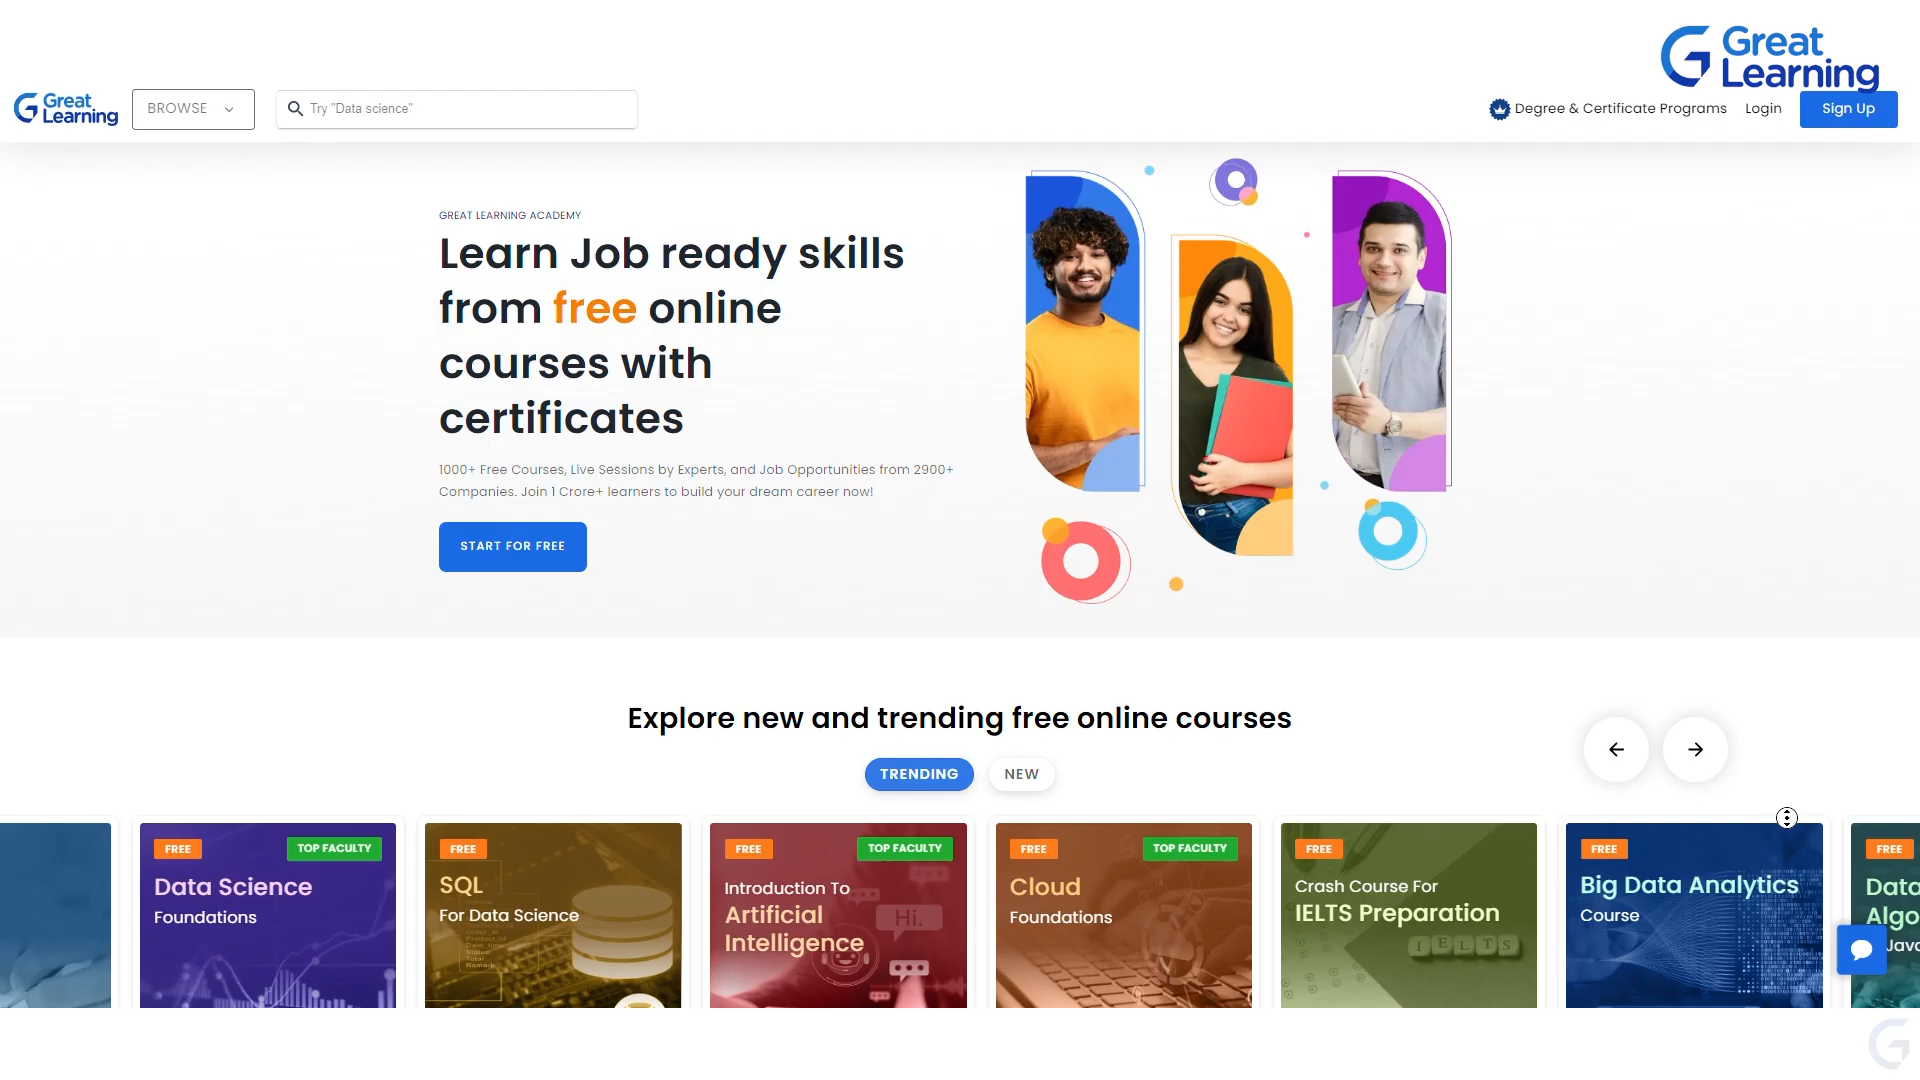 Great
Learning
Great
Learning
BROWSE
Try "Data science"
Degree & Certificate Programs
Login
Sign Up
GREAT LEARNING ACADEMY
Learn Job ready skills
from free online
courses with
certificates
1000+ Free Courses, Live Sessions by Experts, and Job Opportunities from 2900+
Companies. Join 1 Crore+ learners to build your dream career now!
START FOR FREE
Explore new and trending free online courses
TRENDING
NEW
FREE
TOP FACULTY
Data Science
Foundations
FREE
SQL
For Data Science
FREE
TOP FACULTY
Introduction To
Artificial
Intelligence
Hi.
FREE
TOP FACULTY
Cloud
Foundations
FREE
Crash Course For
IELTS Preparation
IELTS
FREE
Big Data Analytics
Course
FREE
Data
Algo
Java